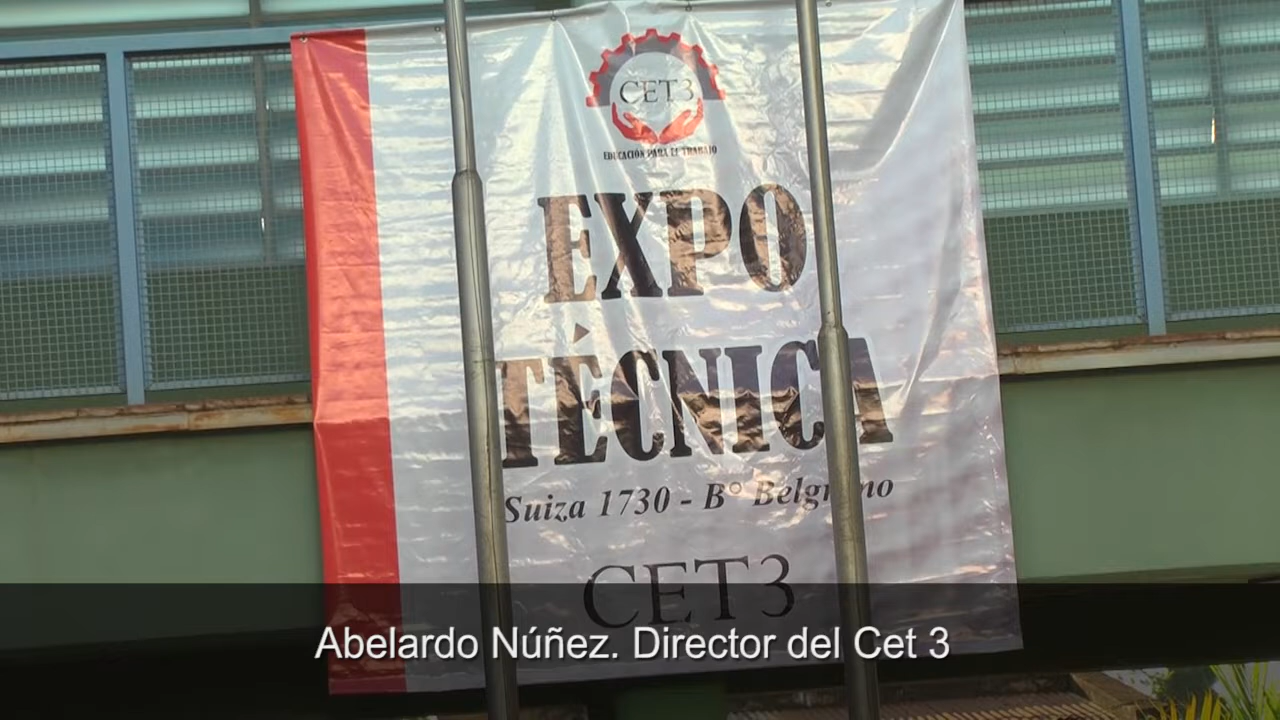 CET3
EDUCACIÓN PARA EL TRABAJO
EXPO
TÉCNICA
Suiza 1730 - B° Belgrano
CET3
Abelardo Núñez. Director del Cet 3